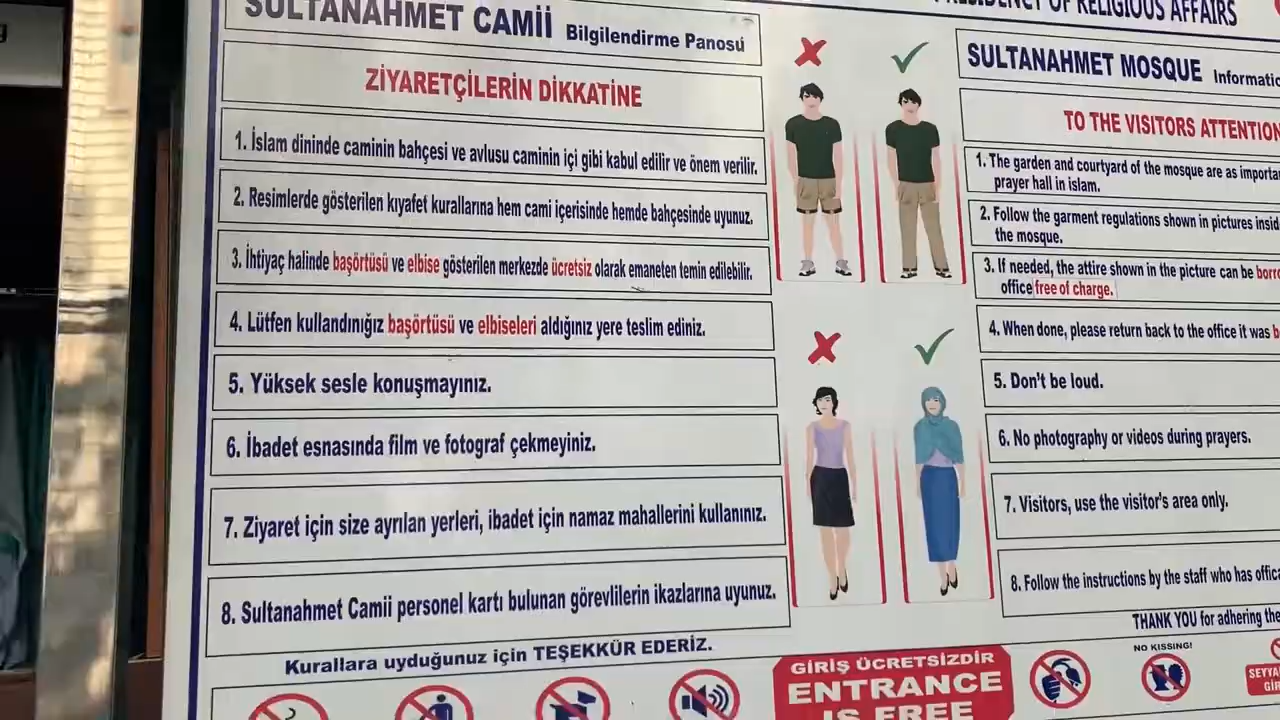 SULTANAHMET CAMİİ Bilgilendirme Panosu
ZİYARETÇİLERİN DİKKATİNE
1. İslam dininde caminin bahçesi ve avlusu caminin içi gibi kabul edilir ve önem verilir.
2. Resimlerde gösterilen kıyafet kurallarına hem cami içerisinde hemde bahçesinde uyunuz.
3. İhtiyaç halinde başörtüsü ve elbise gösterilen merkezde ücretsiz olarak emaneten temin edilebilir.
4. Lütfen kullandınığız başörtüsü ve elbiseleri aldığınız yere teslim ediniz.
5. Yüksek sesle konuşmayınız.
6. İbadet esnasında film ve fotograf çekmeyiniz.
7. Ziyaret için size ayrılan yerleri, ibadet için namaz mahallerini kullanınız.
8. Sultanahmet Camii personel kartı bulunan görevlilerin ikazlarına uyunuz.
Kurallara uyduğunuz için TEŞEKKÜR EDERİZ.
GİRİŞ ÜCRETSİZDİR
ENTRANCE
IS FREE
PRESIDENCY OF RELIGIOUS AFFAIRS
SULTANAHMET MOSQUE
TO THE VISITORS ATTENTION
1. The garden and courtyard of the mosque are as
prayer hall in islam.
2. Follow the garment regulations shown in pictures
the mosque.
3. If needed, the attire shown in the picture can be
office free of charge.
4. When done, please return back to the office it was
5. Don't be loud.
6. No photography or videos during prayers.
7. Visitors, use the visitor's area only.
8. Follow the instructions by the staff who has
THANK YOU for adhering the
NO KISSING!